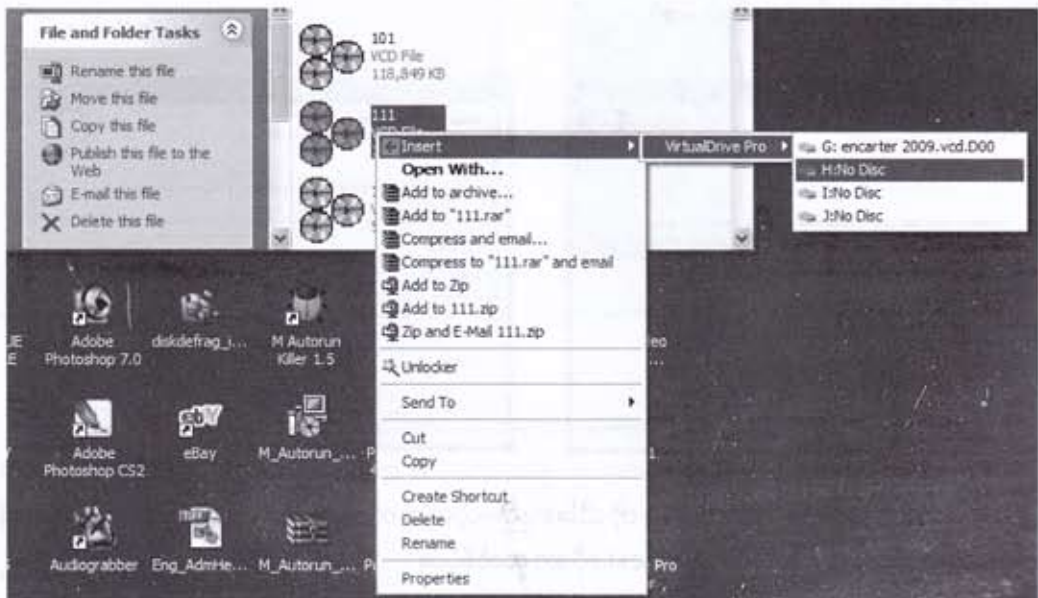 File and Folder Tasks
Rename this file
Move this file
Copy this file
Publish this file to the
Web
E-mail this file
Delete this file
101
VCD File
118,849 KB
111
VCD File
Insert
VirtualDrive Pro
G: encarter 2009.vcd.D00
H:No Disc
I:No Disc
J:No Disc
Open With...
Add to archive...
Add to "111.rar"
Compress and email...
Compress to "111.rar" and email
Add to Zip
Add to 111.zip
Zip and E-Mail 111.zip
Unlocker
Send To
Cut
Copy
Create Shortcut
Delete
Rename
Properties
Adobe
Photoshop 7.0
diskdefrag_i...
M Autorun
Killer 1.5
Adobe
Photoshop CS2
eBay
M_Autorun_...
Audiograbber
Eng_AdmHe...
M_Autorun_...
Pro